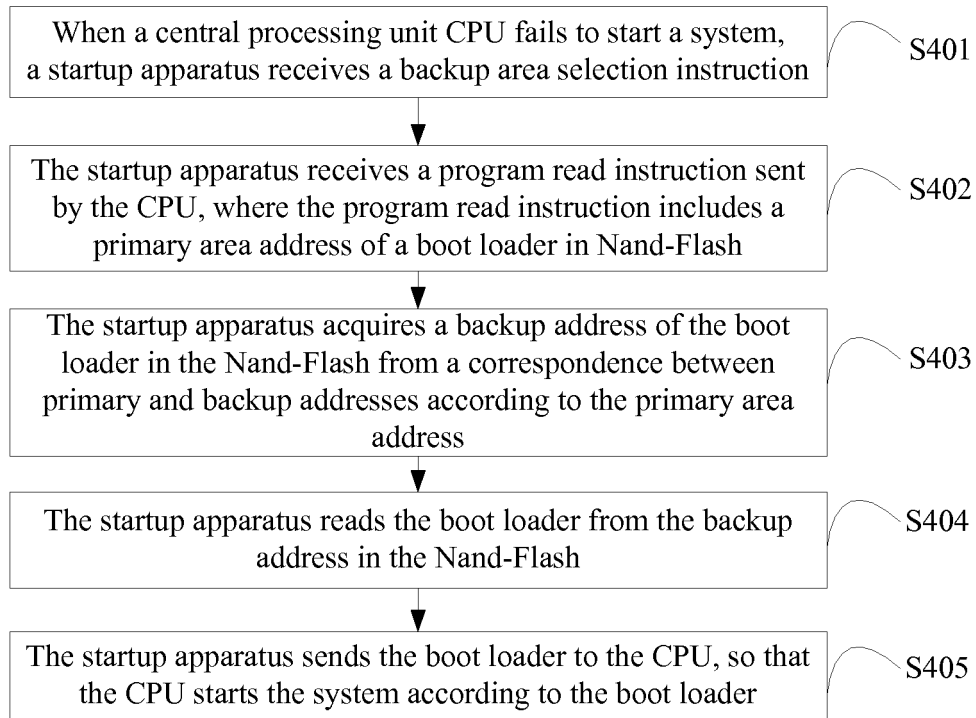 When a central processing unit CPU fails to start a system,
a startup apparatus receives a backup area selection instruction
S401
The startup apparatus receives a program read instruction sent
by the CPU, where the program read instruction includes a
primary area address of a boot loader in Nand-Flash
S402
The startup apparatus acquires a backup address of the boot
loader in the Nand-Flash from a correspondence between
primary and backup addresses according to the primary area
address
S403
The startup apparatus reads the boot loader from the backup
address in the Nand-Flash
S404
The startup apparatus sends the boot loader to the CPU, so that
the CPU starts the system according to the boot loader
S405